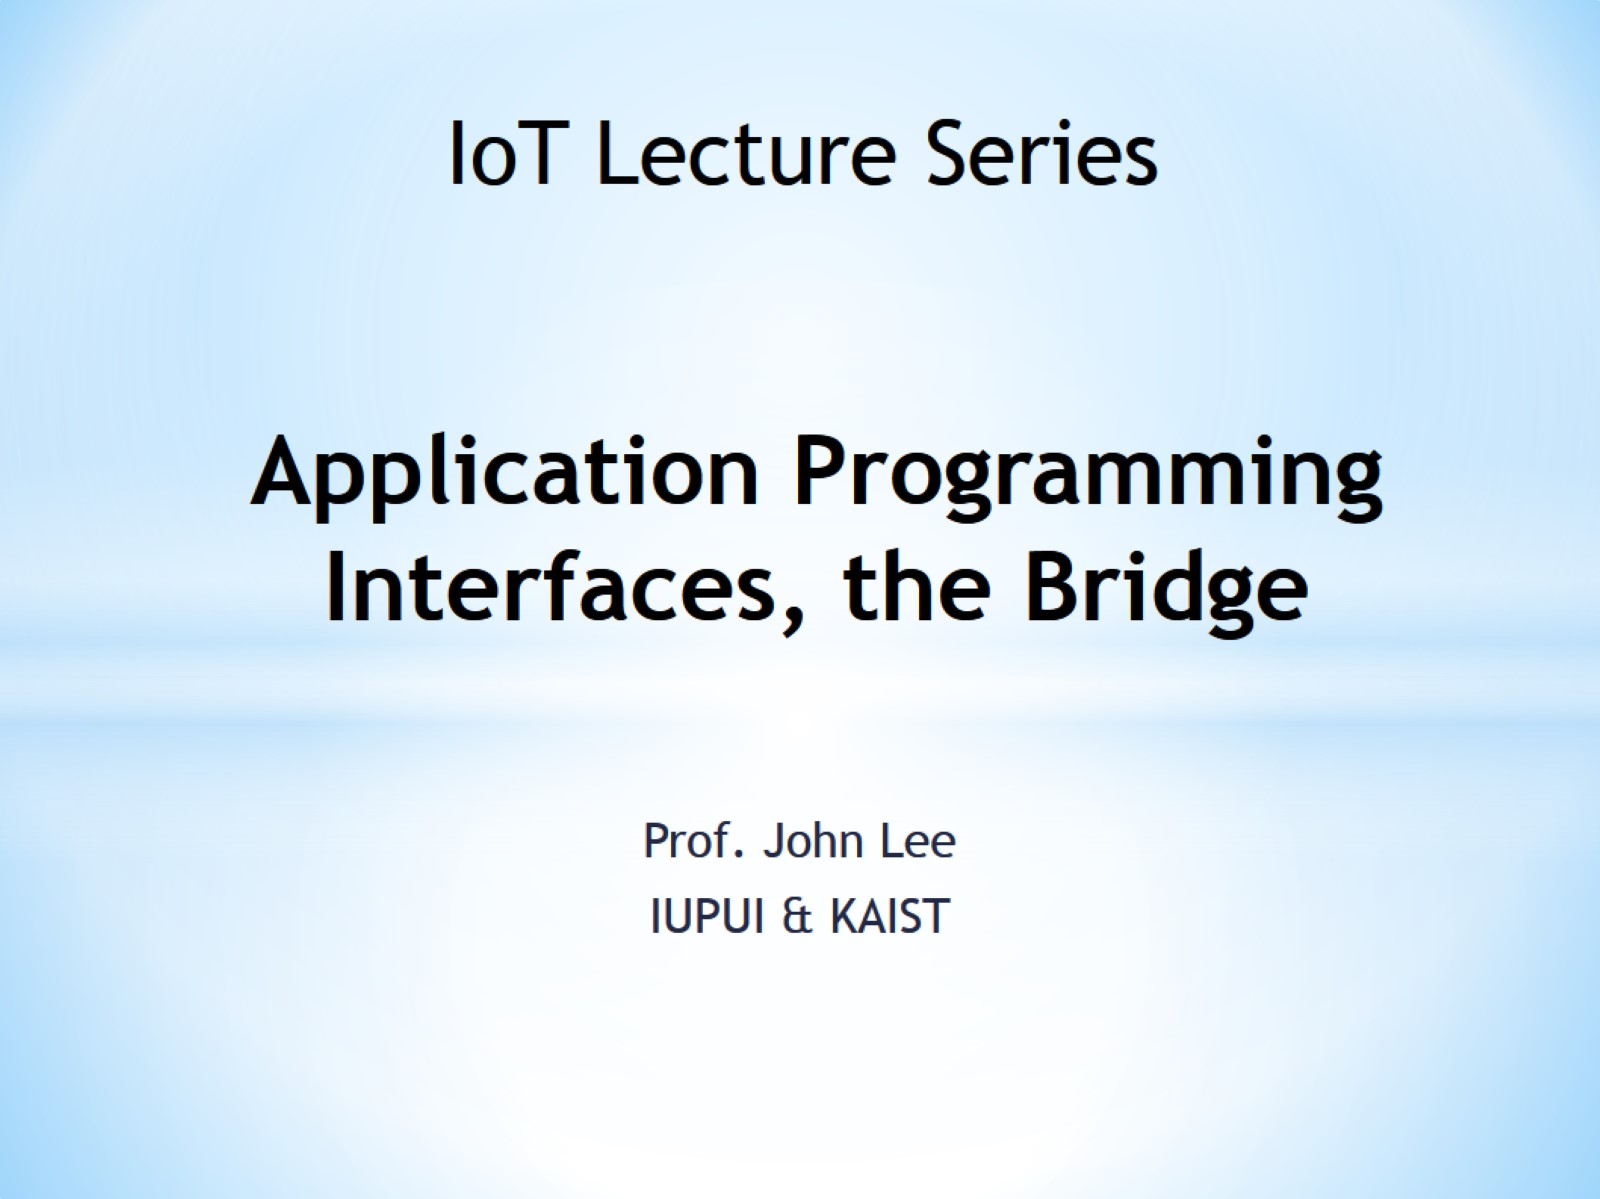 IoT Lecture Series
Application Programming
Interfaces, the Bridge
Prof. John Lee
IUPUI & KAIST